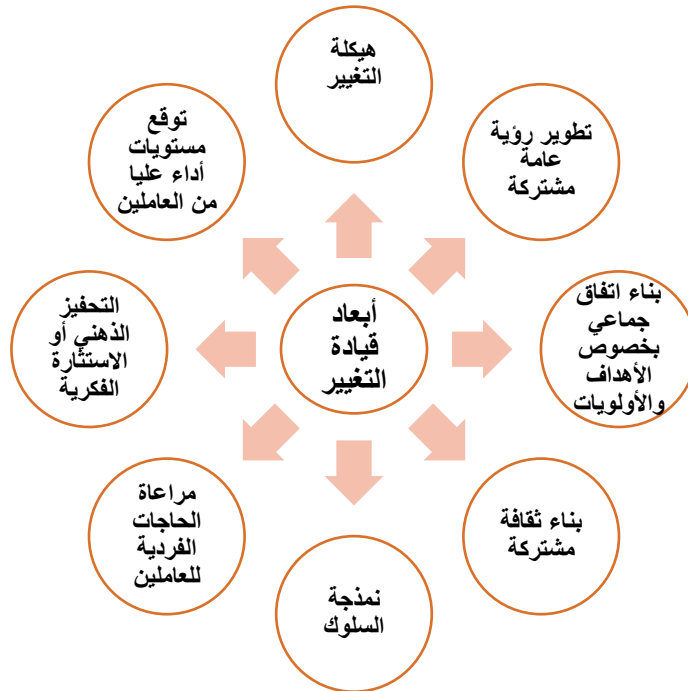 هيكلة
التغيير
تطوير رؤية
عامة
مشتركة
بناء اتفاق
جماعي
بخصوص
الأهداف
والأولويات
بناء ثقافة
مشتركة
نمذجة
السلوك
مراعاة
الحاجات
الفردية
للعاملين
التحفيز
الذهني أو
الاستثارة
الفكرية
توقع
مستويات
أداء عليا
من العاملين
أبعاد
قيادة
التغيير